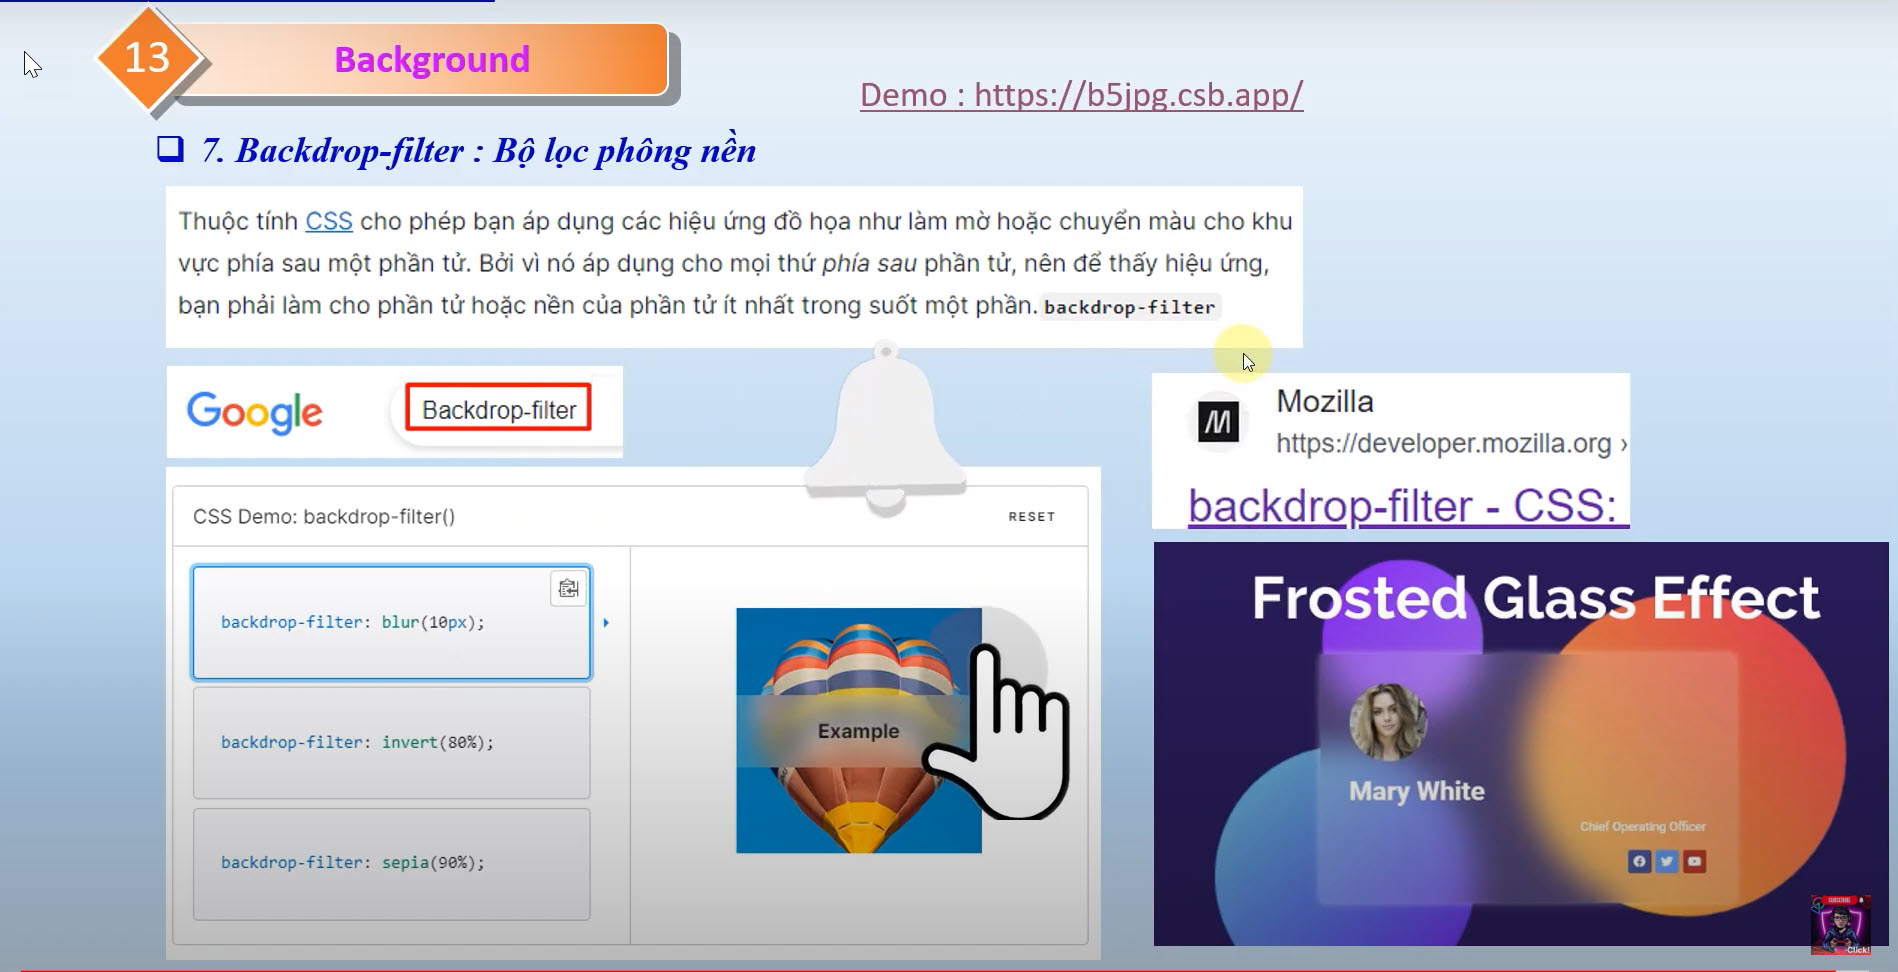 13
Background
Demo : https://b5jpg.csb.app/
7. Backdrop-filter : Bộ lọc phông nền
Thuộc tính CSS cho phép bạn áp dụng các hiệu ứng đồ họa như làm mờ hoặc chuyển màu cho khu
vực phía sau một phần tử. Bởi vì nó áp dụng cho mọi thứ phía sau phần tử, nên để thấy hiệu ứng,
bạn phải làm cho phần tử hoặc nền của phần tử ít nhất trong suốt một phần. backdrop-filter
Google
Backdrop-filter
Mozilla
https://developer.mozilla.org ›
backdrop-filter - CSS:
CSS Demo: backdrop-filter()
RESET
backdrop-filter: blur(10px);
backdrop-filter: invert(80%);
backdrop-filter: sepia(90%);
Example
Frosted Glass Effect
Mary White
Chief Operating Officer
SUBSCRIBE
Click!